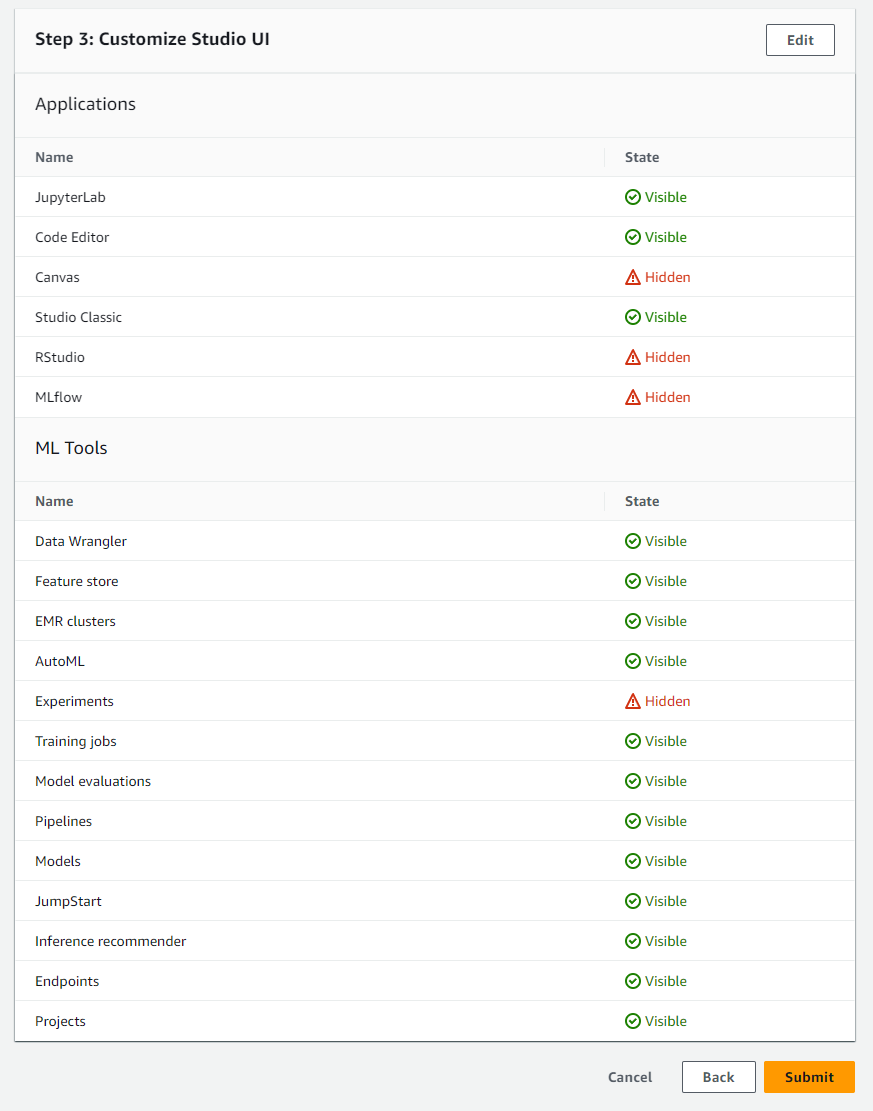 Step 3: Customize Studio UI
Edit
Applications
Name State
JupyterLab Visible
Code Editor Visible
Canvas Hidden
Studio Classic Visible
RStudio Hidden
MLflow Hidden
ML Tools
Name State
Data Wrangler Visible
Feature store Visible
EMR clusters Visible
AutoML Visible
Experiments Hidden
Training jobs Visible
Model evaluations Visible
Pipelines Visible
Models Visible
JumpStart Visible
Inference recommender Visible
Endpoints Visible
Projects Visible
Cancel Back Submit